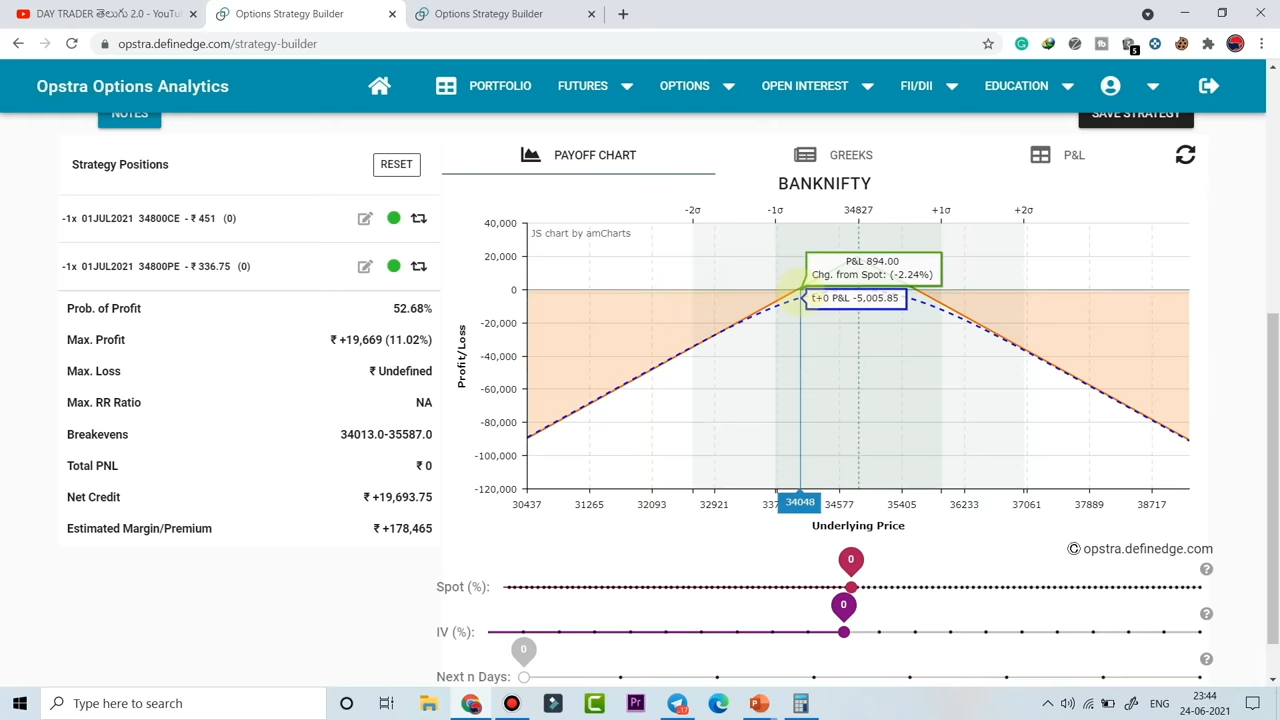 DAY TRADER తెలుగు 2.0 - YouT
Options Strategy Builder
Options Strategy Builder
opstra.definedge.com/strategy-builder
5
Opstra Options Analytics
PORTFOLIO
FUTURES
OPTIONS
OPEN INTEREST
FII/DII
EDUCATION
NOTES
SAVE STRATEGY
Strategy Positions
RESET
-1x 01JUL2021 34800CE - ₹ 451 (0)
-1x 01JUL2021 34800PE - ₹ 336.75 (0)
Prob. of Profit 52.68%
Max. Profit ₹ +19,669 (11.02%)
Max. Loss ₹ Undefined
Max. RR Ratio NA
Breakevens 34013.0-35587.0
Total PNL ₹ 0
Net Credit ₹ +19,693.75
Estimated Margin/Premium ₹ +178,465
PAYOFF CHART
GREEKS
P&L
BANKNIFTY
-2σ -1σ 34827 +1σ +2σ
JS chart by amCharts
40,000
20,000
0
-20,000
-40,000
-60,000
-80,000
-100,000
-120,000
Profit/Loss
P&L 894.00
Chg. from Spot: (-2.24%)
t+0 P&L -5,005.85
30437 31265 32093 32921 34048 34577 35405 36233 37061 37889 38717
Underlying Price
© opstra.definedge.com
0
Spot (%):
0
IV (%):
0
Next n Days:
Type here to search
ENG
23:44
24-06-2021